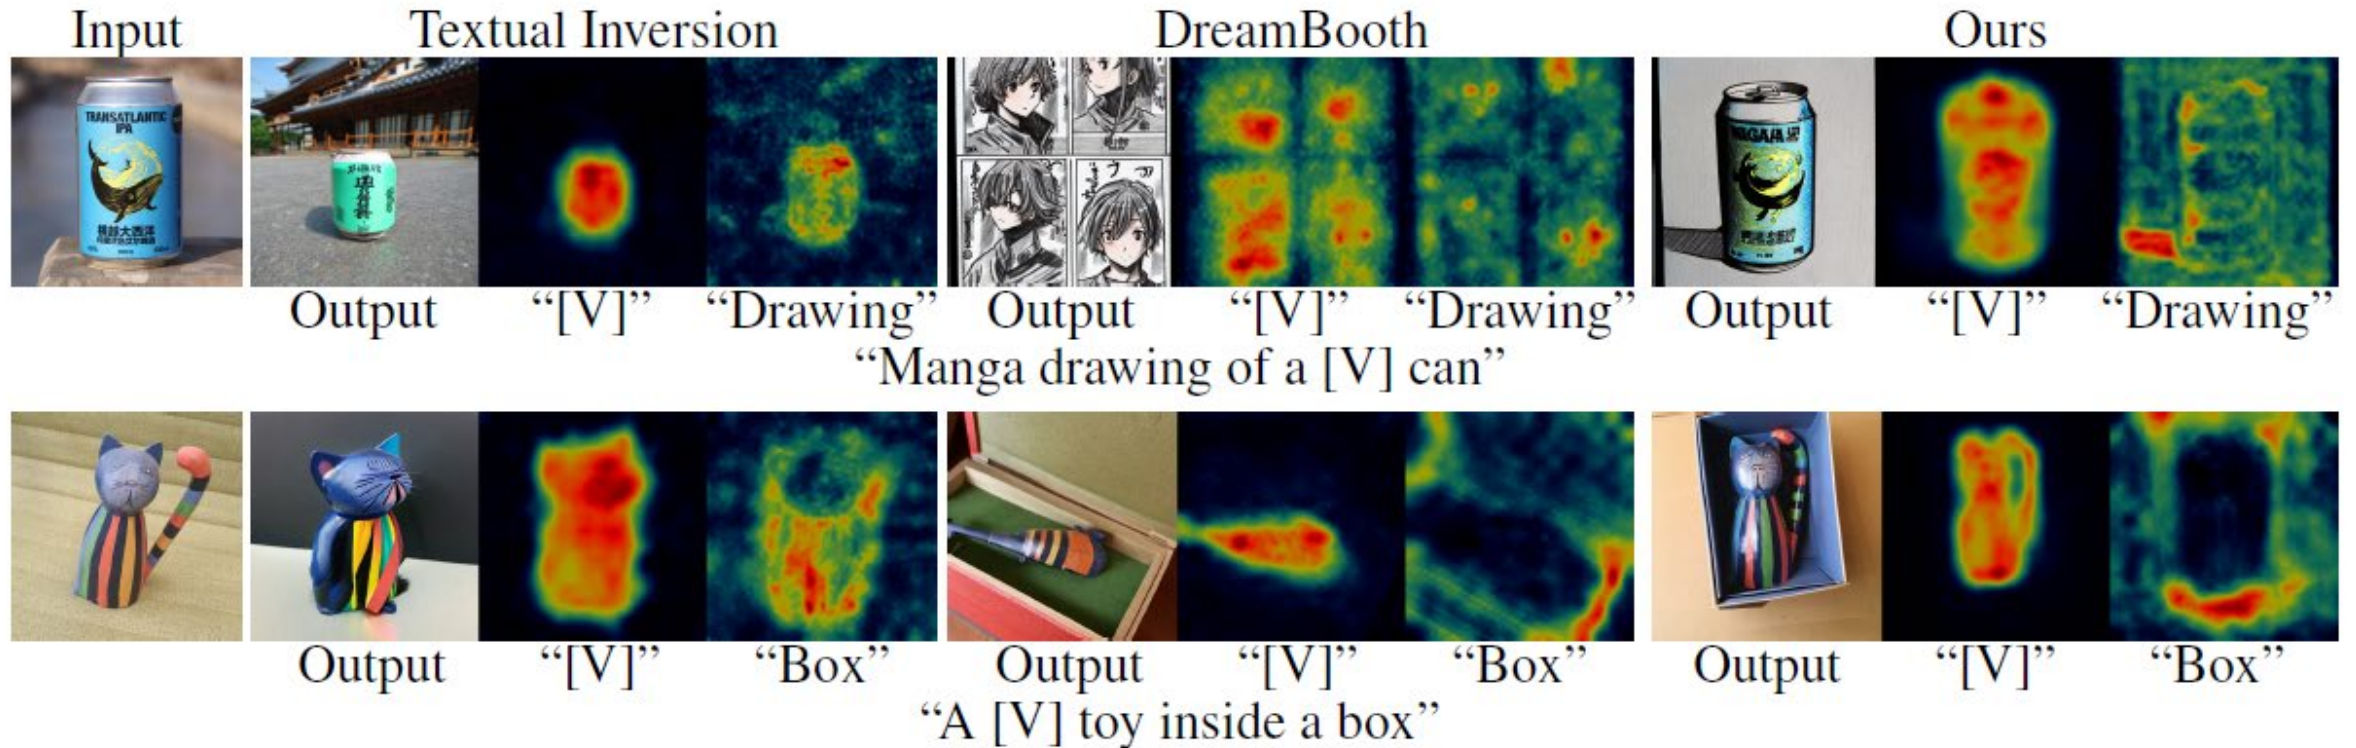 Input Textual Inversion DreamBooth Ours
TRANSATLANTIC
IPA
Output “[V]” “Drawing” Output “[V]” “Drawing” Output “[V]” “Drawing”
“Manga drawing of a [V] can”
Output “[V]” “Box” Output “[V]” “Box” Output “[V]” “Box”
“A [V] toy inside a box”